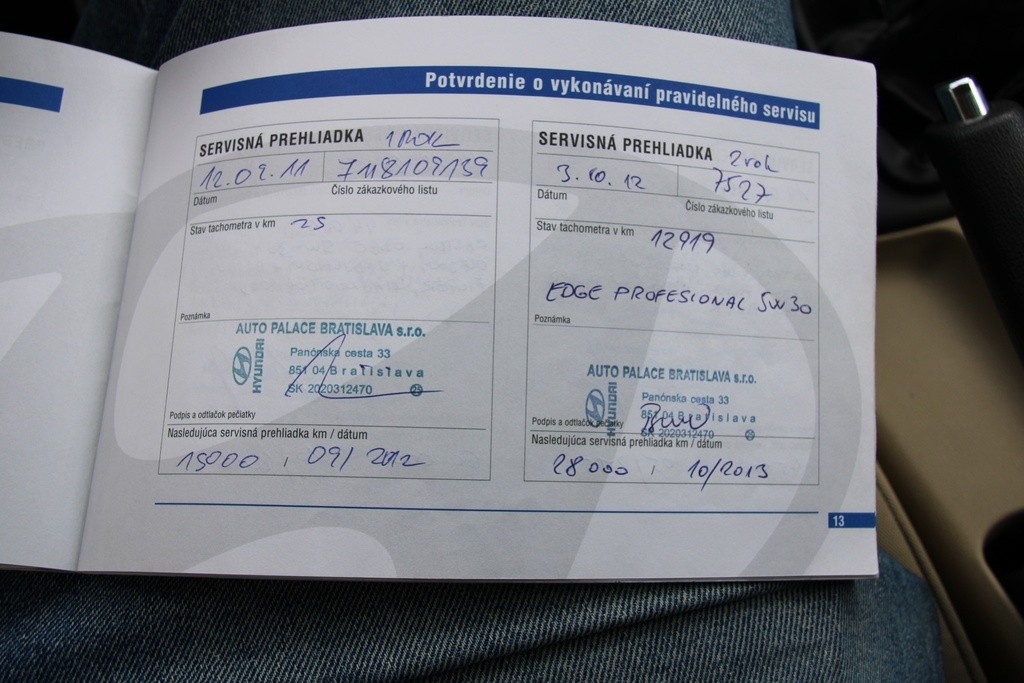 Potvrdenie o vykonávaní pravidelného servisu
SERVISNÁ PREHLIADKA 1 ROK
12.09.11 7118109139
Dátum Číslo zákazkového listu
Stav tachometra v km 25
Poznámka
AUTO PALACE BRATISLAVA s.r.o.
HYUNDAI
Panónska cesta 33
851 04 Bratislava
SK 2020312470
Podpis a odtlačok pečiatky
Nasledujúca servisná prehliadka km / dátum
15000 , 09/2012
SERVISNÁ PREHLIADKA 2 rok
3.10.12 7527
Dátum Číslo zákazkového listu
Stav tachometra v km 12919
EDGE PROFESIONAL 5W30
Poznámka
AUTO PALACE BRATISLAVA s.r.o.
HYUNDAI
Panónska cesta 33
851 04 Bratislava
SK 2020312470
Podpis a odtlačok pečiatky
Nasledujúca servisná prehliadka km / dátum
28000 , 10/2013
13